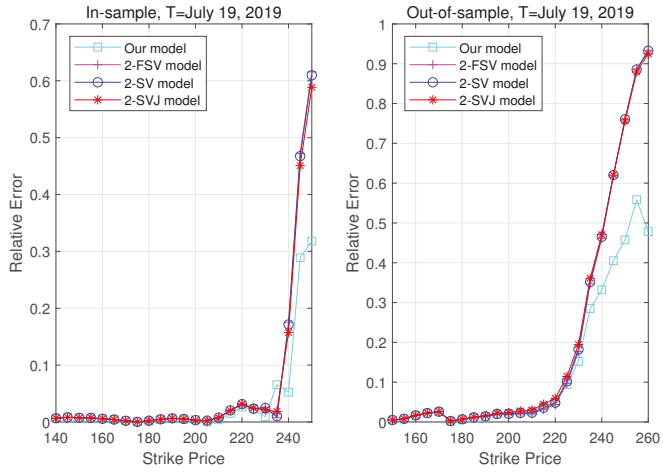 In-sample, T=July 19, 2019
0.7
0.6
0.5
0.4
0.3
0.2
0.1
0
Relative Error
Our model
2-FSV model
2-SV model
2-SVJ model
140 160 180 200 220 240
Strike Price
Out-of-sample, T=July 19, 2019
1
0.9
0.8
0.7
0.6
0.5
0.4
0.3
0.2
0.1
0
Relative Error
Our model
2-FSV model
2-SV model
2-SVJ model
160 180 200 220 240 260
Strike Price